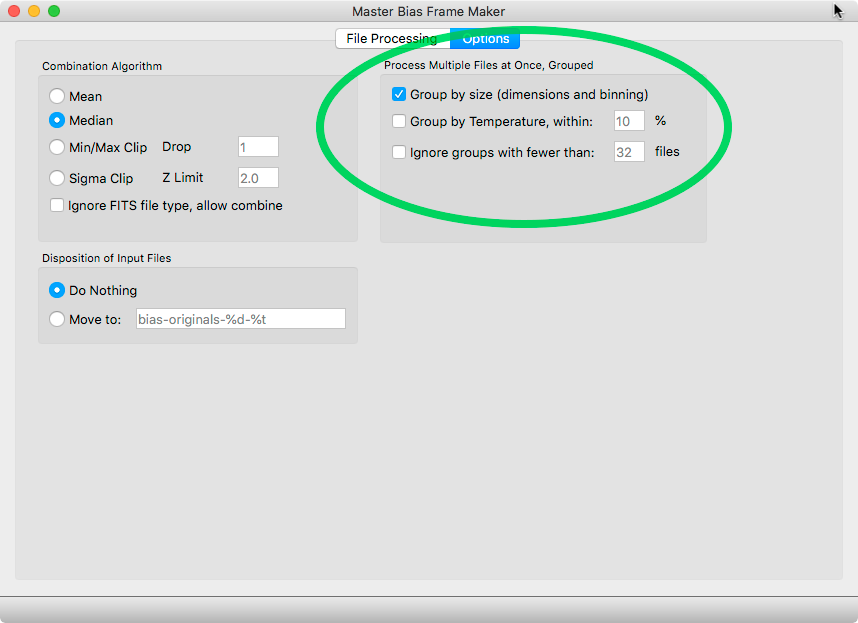 Master Bias Frame Maker
File Processing Options
Combination Algorithm
Mean
Median
Min/Max Clip Drop 1
Sigma Clip Z Limit 2.0
Ignore FITS file type, allow combine
Process Multiple Files at Once, Grouped
Group by size (dimensions and binning)
Group by Temperature, within: 10 %
Ignore groups with fewer than: 32 files
Disposition of Input Files
Do Nothing
Move to: bias-originals-%d-%t